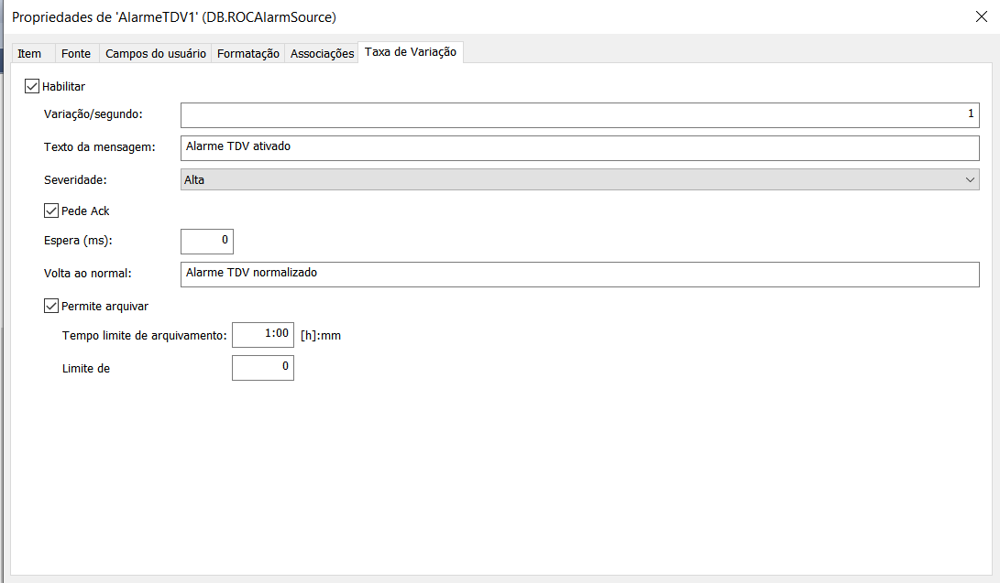 Propriedades de 'AlarmeTDV1' (DB.ROCAlarmSource)
Item Fonte Campos do usuário Formatação Associações Taxa de Variação
Habilitar
Variação/segundo: 1
Texto da mensagem: Alarme TDV ativado
Severidade: Alta
Pede Ack
Espera (ms): 0
Volta ao normal: Alarme TDV normalizado
Permite arquivar
Tempo limite de arquivamento: 1:00 [h]:mm
Limite de 0